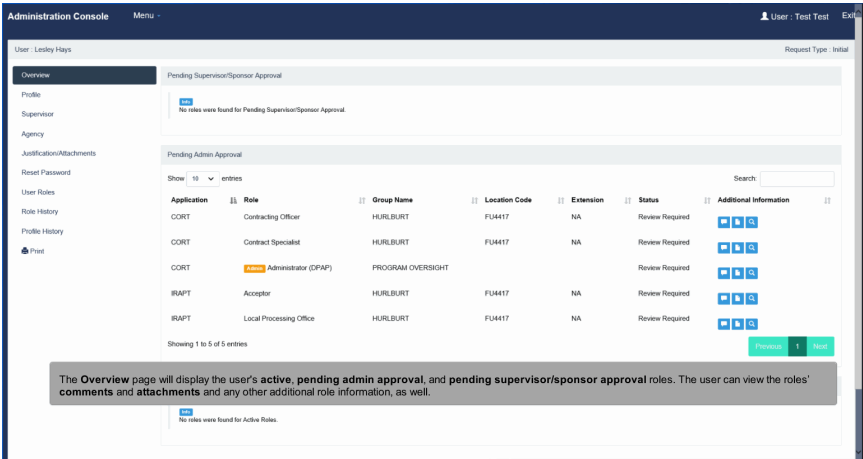 Administration Console Menu User : Test Test Exit
User : Lesley Hays Request Type : Initial
Overview
Profile
Supervisor
Agency
Justification/Attachments
Reset Password
User Roles
Role History
Profile History
Print
Pending Supervisor/Sponsor Approval
Info
No roles were found for Pending Supervisor/Sponsor Approval.
Pending Admin Approval
Show 10 entries Search:
Application Role Group Name Location Code Extension Status Additional Information
CORT Contracting Officer HURLBURT FU4417 NA Review Required
CORT Contract Specialist HURLBURT FU4417 NA Review Required
CORT Admin Administrator (DPAP) PROGRAM OVERSIGHT Review Required
IRAPT Acceptor HURLBURT FU4417 NA Review Required
IRAPT Local Processing Office HURLBURT FU4417 NA Review Required
Showing 1 to 5 of 5 entries Previous 1 Next
The Overview page will display the user's active, pending admin approval, and pending supervisor/sponsor approval roles. The user can view the roles'
comments and attachments and any other additional role information, as well.
Info
No roles were found for Active Roles.